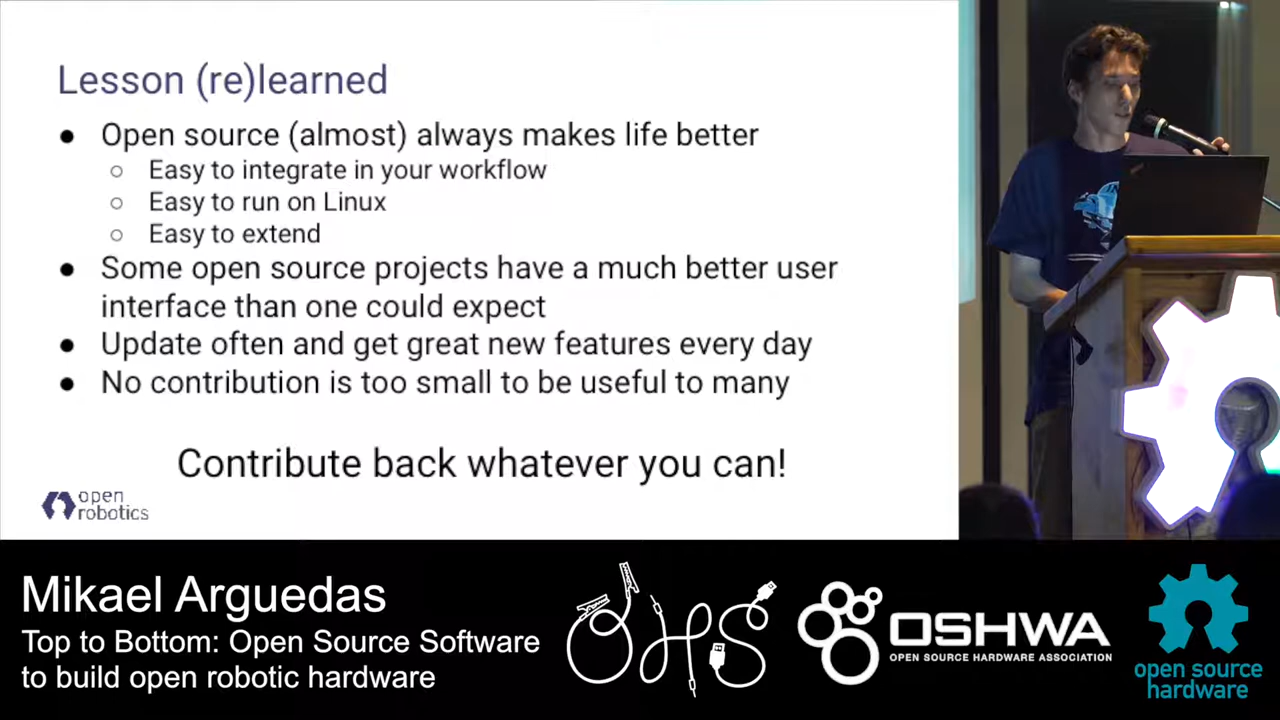 Lesson (re)learned
● Open source (almost) always makes life better
○ Easy to integrate in your workflow
○ Easy to run on Linux
○ Easy to extend
● Some open source projects have a much better user
interface than one could expect
● Update often and get great new features every day
● No contribution is too small to be useful to many
Contribute back whatever you can!
open
robotics
Mikael Arguedas
Top to Bottom: Open Source Software
to build open robotic hardware
OHS
OSHWA
OPEN SOURCE HARDWARE ASSOCIATION
open source
hardware